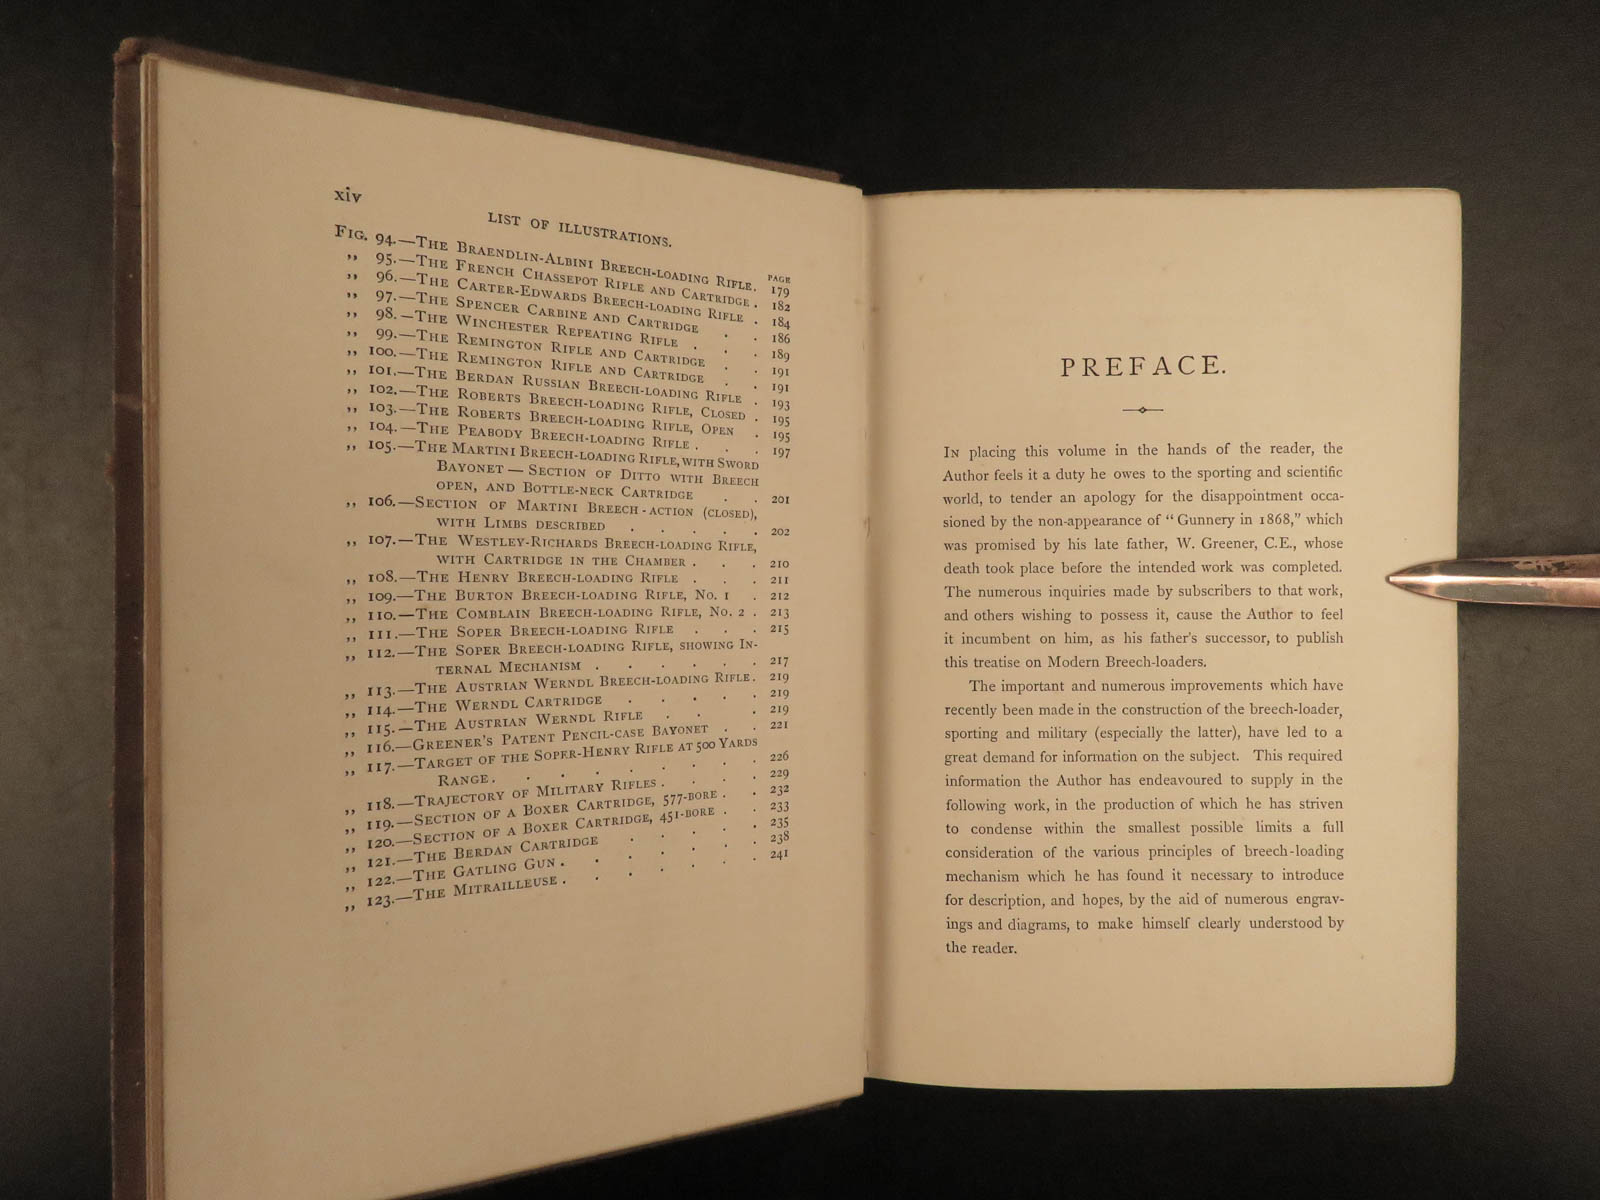 xiv
LIST OF ILLUSTRATIONS.
PAGE
FIG. 94.—THE BRAENDLIN-ALBINI BREECH-LOADING RIFLE. 179
„ 95.—THE FRENCH CHASSEPOT RIFLE AND CARTRIDGE . 182
„ 96.—THE CARTER-EDWARDS BREECH-LOADING RIFLE . 184
„ 97.—THE SPENCER CARBINE AND CARTRIDGE . . 186
„ 98.—THE WINCHESTER REPEATING RIFLE . . . 189
„ 99.—THE REMINGTON RIFLE AND CARTRIDGE . . 191
„ 100.—THE REMINGTON RIFLE AND CARTRIDGE . . 191
„ 101.—THE BERDAN RUSSIAN BREECH-LOADING RIFLE . 193
„ 102.—THE ROBERTS BREECH-LOADING RIFLE, CLOSED . 195
„ 103.—THE ROBERTS BREECH-LOADING RIFLE, OPEN . 195
„ 104.—THE PEABODY BREECH-LOADING RIFLE . . . 197
„ 105.—THE MARTINI BREECH-LOADING RIFLE, WITH SWORD
BAYONET — SECTION OF DITTO WITH BREECH
OPEN, AND BOTTLE-NECK CARTRIDGE . . 201
„ 106.—SECTION OF MARTINI BREECH-ACTION (CLOSED),
WITH LIMBS DESCRIBED . . . . . 202
„ 107.—THE WESTLEY-RICHARDS BREECH-LOADING RIFLE,
WITH CARTRIDGE IN THE CHAMBER . . . 210
„ 108.—THE HENRY BREECH-LOADING RIFLE . . . 211
„ 109.—THE BURTON BREECH-LOADING RIFLE, NO. 1 . 212
„ 110.—THE COMBLAIN BREECH-LOADING RIFLE, NO. 2 . 213
„ 111.—THE SOPER BREECH-LOADING RIFLE . . . 215
„ 112.—THE SOPER BREECH-LOADING RIFLE, SHOWING IN-
TERNAL MECHANISM . . . . . . 217
„ 113.—THE AUSTRIAN WERNDL BREECH-LOADING RIFLE. 219
„ 114.—THE WERNDL CARTRIDGE . . . . . 219
„ 115.—THE AUSTRIAN WERNDL RIFLE . . . 219
„ 116.—GREENER'S PATENT PENCIL-CASE BAYONET . . 221
„ 117.—TARGET OF THE SOPER-HENRY RIFLE AT 500 YARDS
RANGE . . . . . . . . 226
„ 118.—TRAJECTORY OF MILITARY RIFLES . . . . 229
„ 119.—SECTION OF A BOXER CARTRIDGE, 577-BORE . . 232
„ 120.—SECTION OF A BOXER CARTRIDGE, 451-BORE . . 233
„ 121.—THE BERDAN CARTRIDGE . . . . . 235
„ 122.—THE GATLING GUN . . . . . . 238
„ 123.—THE MITRAILLEUSE . . . . . . 241
PREFACE.
IN placing this volume in the hands of the reader, the
Author feels it a duty he owes to the sporting and scientific
world, to tender an apology for the disappointment occa-
sioned by the non-appearance of “Gunnery in 1868,” which
was promised by his late father, W. Greener, C.E., whose
death took place before the intended work was completed.
The numerous inquiries made by subscribers to that work,
and others wishing to possess it, cause the Author to feel
it incumbent on him, as his father's successor, to publish
this treatise on Modern Breech-loaders.
The important and numerous improvements which have
recently been made in the construction of the breech-loader,
sporting and military (especially the latter), have led to a
great demand for information on the subject. This required
information the Author has endeavoured to supply in the
following work, in the production of which he has striven
to condense within the smallest possible limits a full
consideration of the various principles of breech-loading
mechanism which he has found it necessary to introduce
for description, and hopes, by the aid of numerous engrav-
ings and diagrams, to make himself clearly understood by
the reader.